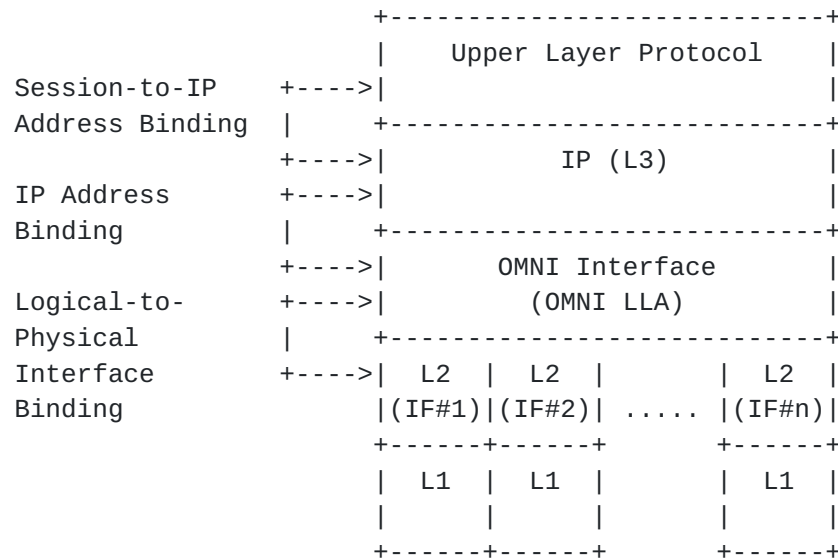 +----------------------------+
                         |    Upper Layer Protocol    |
  Session-to-IP    +---->|                            |
  Address Binding  |     +----------------------------+
                   +---->|           IP (L3)          |
  IP Address       +---->|                            |
  Binding          |     +----------------------------+
                   +---->|       OMNI Interface       |
  Logical-to-      +---->|         (OMNI LLA)         |
  Physical         |     +----------------------------+
  Interface        +---->|  L2  |  L2  |       |  L2  |
  Binding                |(IF#1)|(IF#2)| ..... |(IF#n)|
                         +------+------+       +------+
                         |  L1  |  L1  |       |  L1  |
                         |      |      |       |      |
                         +------+------+       +------+